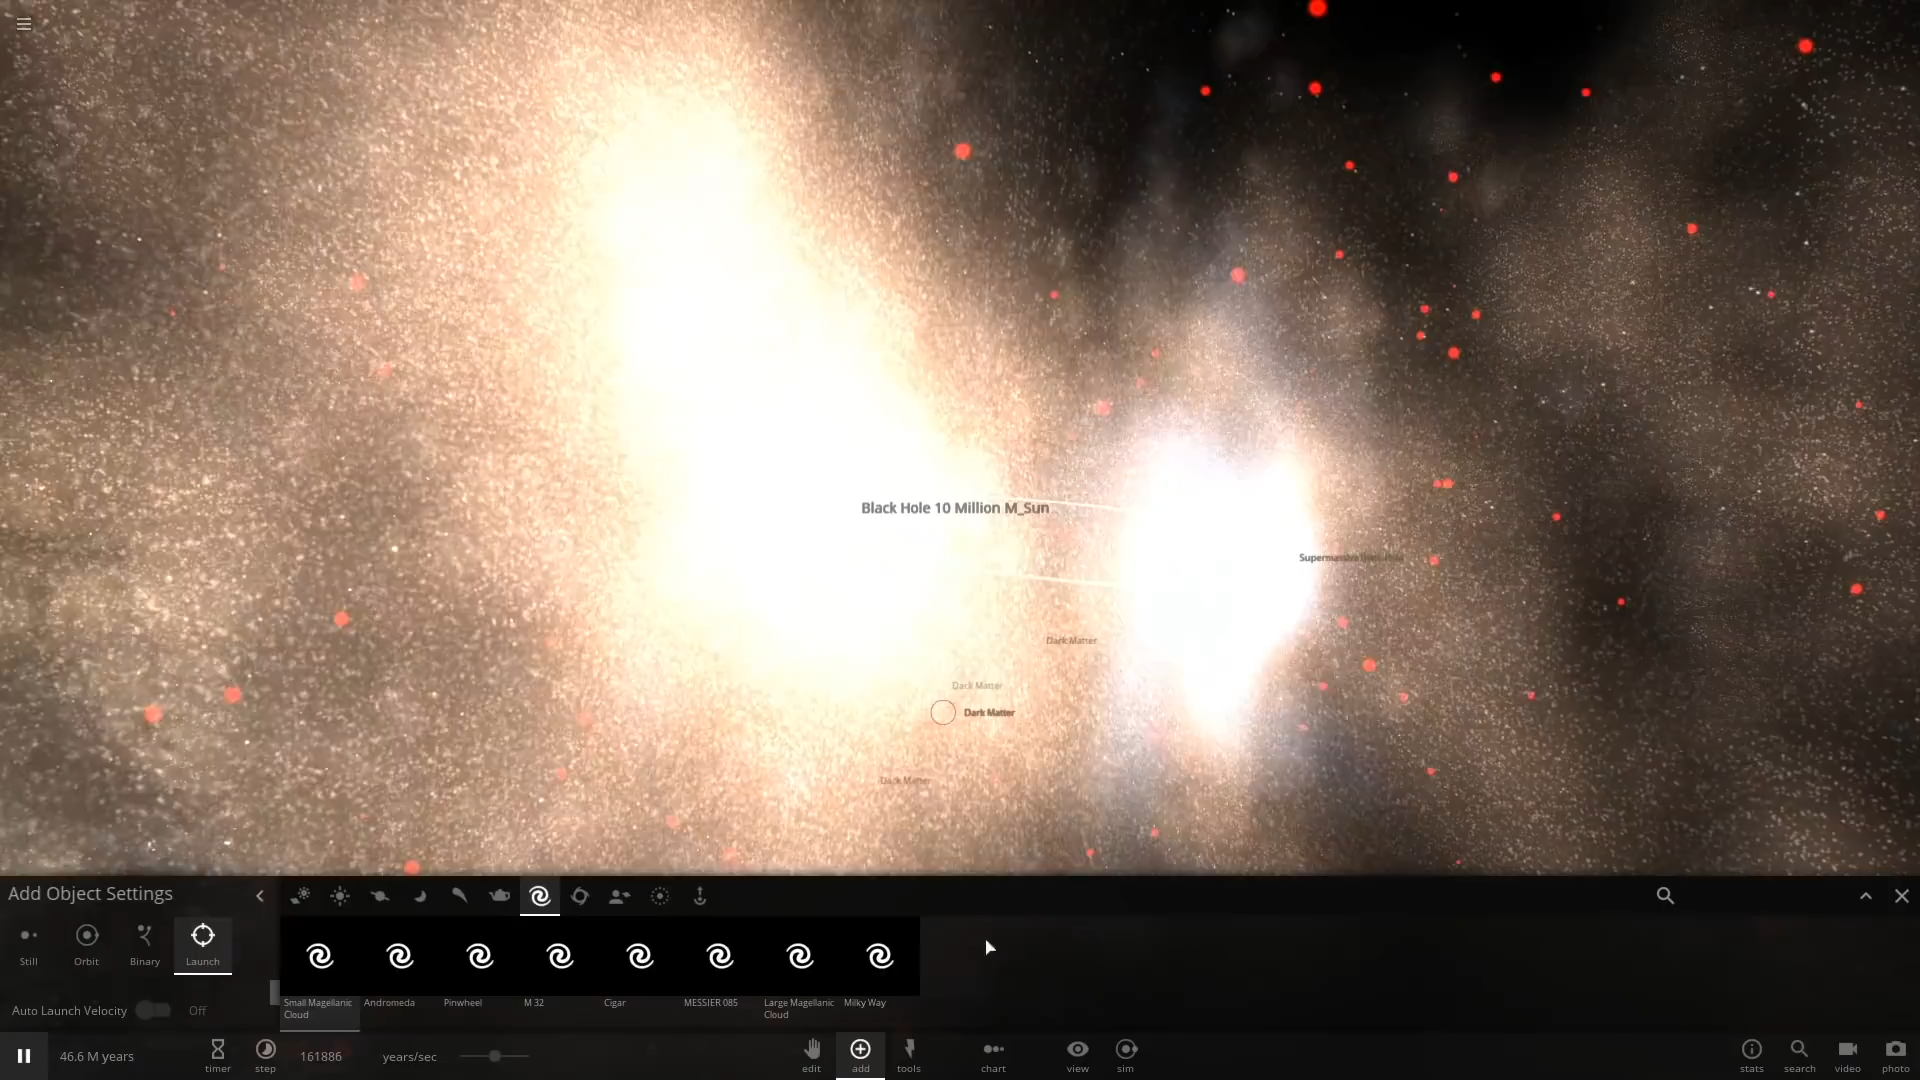 Black Hole 10 Million M_Sun
Dark Matter
Dark Matter
Dark Matter
Dark Matter
Add Object Settings
Still
Orbit
Binary
Launch
Auto Launch Velocity
Off
Small Magellanic
Cloud
Andromeda
Pinwheel
M 32
Cigar
MESSIER 085
Large Magellanic
Cloud
Milky Way
46.6 M years
timer
step
161886
years/sec
edit
add
tools
chart
view
sim
stats
search
video
photo